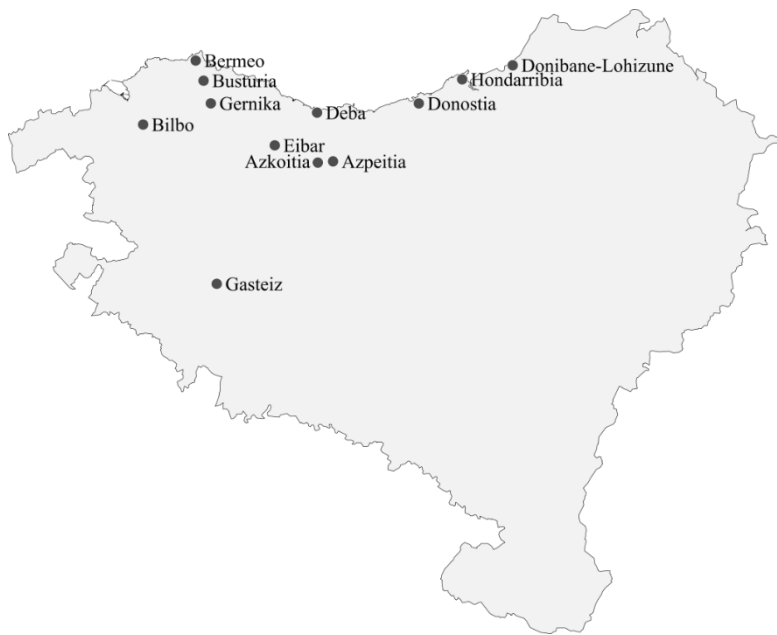 Bermeo
Donibane-Lohizune
Busturia
Hondarribia
Gernika
Donostia
Deba
Bilbo
Eibar
Azkoitia
Azpeitia
Gasteiz